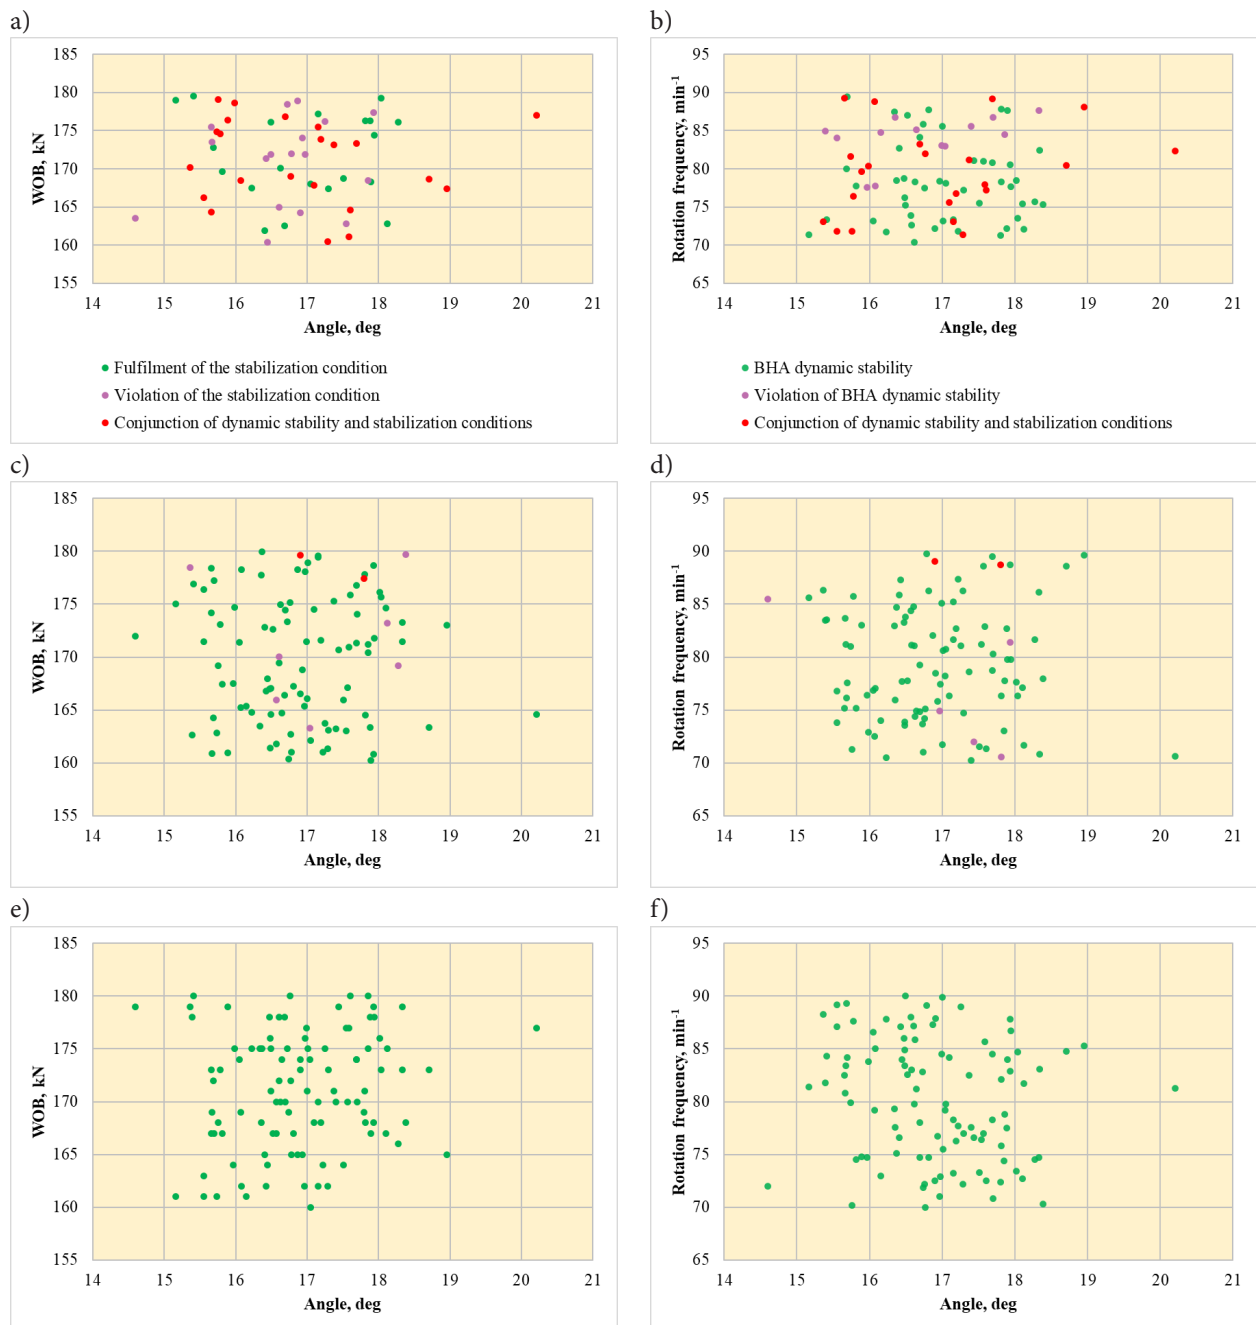 a)
185
180
175
170
165
160
155
WOB, kN
14 15 16 17 18 19 20 21
Angle, deg
Fulfilment of the stabilization condition
Violation of the stabilization condition
Conjunction of dynamic stability and stabilization conditions
b)
95
90
85
80
75
70
65
Rotation frequency, min⁻¹
14 15 16 17 18 19 20 21
Angle, deg
BHA dynamic stability
Violation of BHA dynamic stability
Conjunction of dynamic stability and stabilization conditions
c)
185
180
175
170
165
160
155
WOB, kN
14 15 16 17 18 19 20 21
Angle, deg
d)
95
90
85
80
75
70
65
Rotation frequency, min⁻¹
14 15 16 17 18 19 20 21
Angle, deg
e)
185
180
175
170
165
160
155
WOB, kN
14 15 16 17 18 19 20 21
Angle, deg
f)
95
90
85
80
75
70
65
Rotation frequency, min⁻¹
14 15 16 17 18 19 20 21
Angle, deg